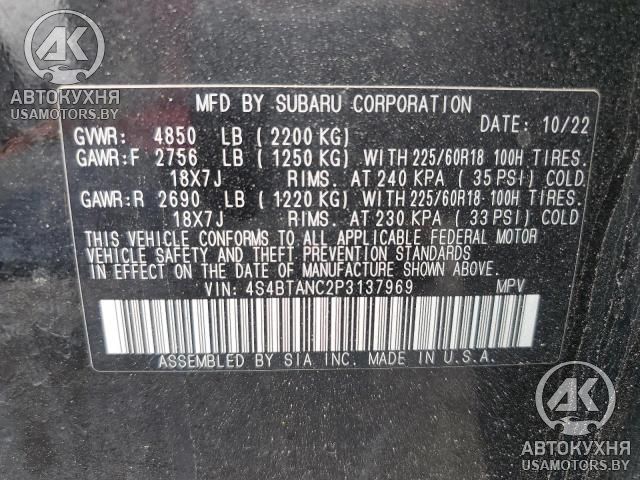 AK
АВТОКУХНЯ
USAMOTORS.BY
MFD BY SUBARU CORPORATION
DATE: 10/22
GVWR: 4850 LB ( 2200 KG)
GAWR:F 2756 LB ( 1250 KG) WITH 225/60R18 100H TIRES.
18X7J RIMS. AT 240 KPA ( 35 PSI) COLD
GAWR:R 2690 LB ( 1220 KG) WITH 225/60R18 100H TIRES.
18X7J RIMS. AT 230 KPA ( 33 PSI) COLD
THIS VEHICLE CONFORMS TO ALL APPLICABLE FEDERAL MOTOR
VEHICLE SAFETY AND THEFT PREVENTION STANDARDS
IN EFFECT ON THE DATE OF MANUFACTURE SHOWN ABOVE.
VIN: 4S4BTANC2P3137969 MPV
ASSEMBLED BY SIA INC. MADE IN U.S.A.
AK
АВТОКУХНЯ
USAMOTORS.BY